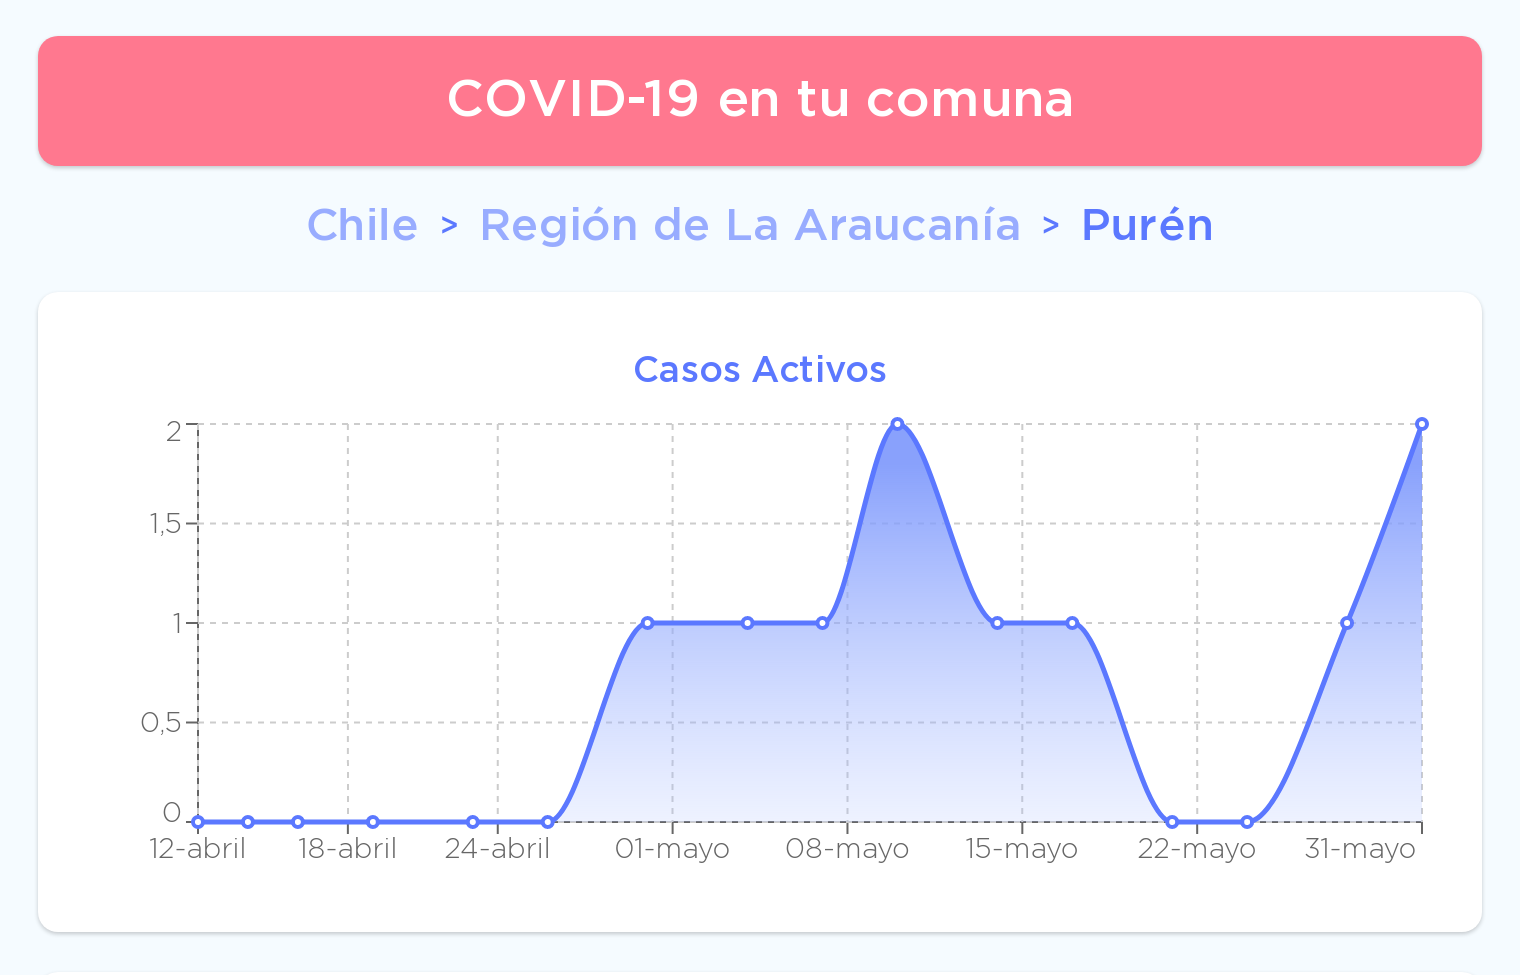 COVID-19 en tu comuna
Chile > Región de La Araucanía > Purén
Casos Activos
2
1,5
1
0,5
0
12-abril 18-abril 24-abril 01-mayo 08-mayo 15-mayo 22-mayo 31-mayo